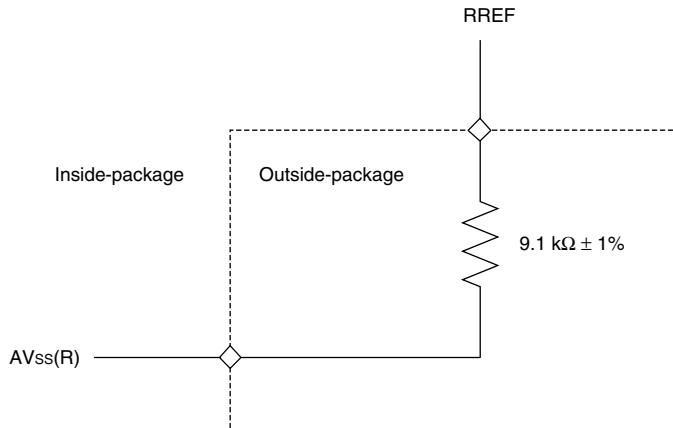 RREF
Inside-package
Outside-package
9.1 kΩ ± 1%
AVss(R)